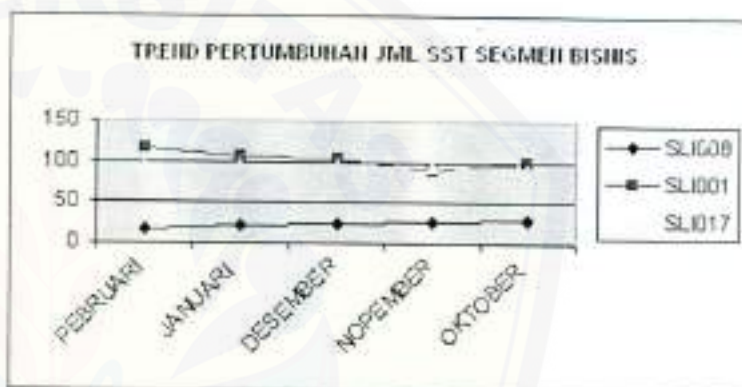 TREND PERTUMBUHAN JML SST SEGMEN BISNIS
150
100
50
0
PEBRUARI
JANUARI
DESEMBER
NOPEMBER
OKTOBER
SLI008
SLI001
SLI017